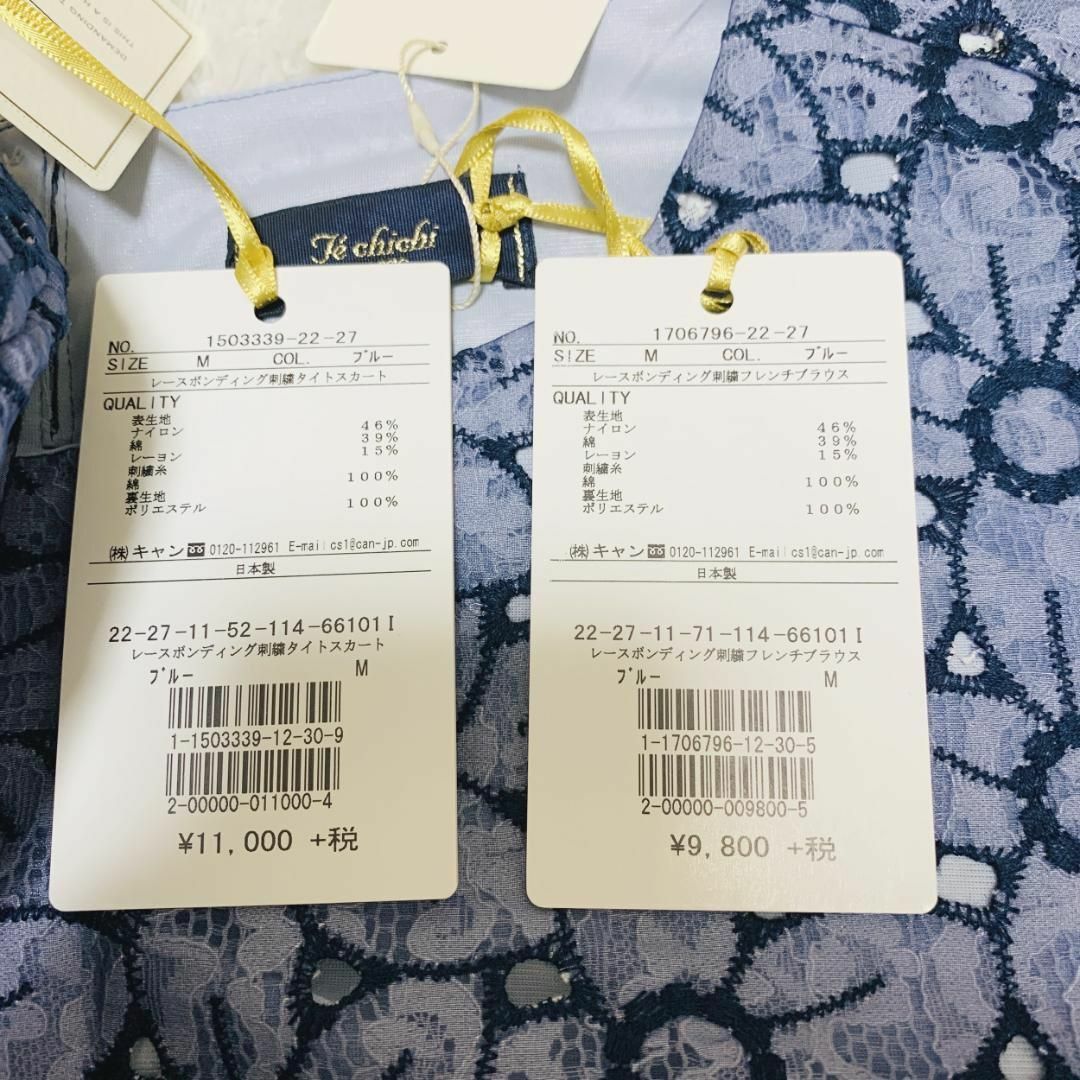 DEMANDING T
THIS IS A H
Té chichi
NO. 1503339-22-27
SIZE M COL. ブルー
レースボンディング刺繍タイトスカート
QUALITY
表生地
ナイロン 46%
綿 39%
レーヨン 15%
刺繍糸
綿 100%
裏生地
ポリエステル 100%
㈱キャン 0120-112961 E-mail cs1@can-jp.com
日本製
22-27-11-52-114-66101I
レースボンディング刺繍タイトスカート
ブルー M
1-1503339-12-30-9
2-00000-011000-4
¥11,000 +税
NO. 1706796-22-27
SIZE M COL. ブルー
レースボンディング刺繍フレンチブラウス
QUALITY
表生地
ナイロン 46%
綿 39%
レーヨン 15%
刺繍糸
綿 100%
裏生地
ポリエステル 100%
㈱キャン 0120-112961 E-mail cs1@can-jp.com
日本製
22-27-11-71-114-66101I
レースボンディング刺繍フレンチブラウス
ブルー M
1-1706796-12-30-5
2-00000-009800-5
¥9,800 +税